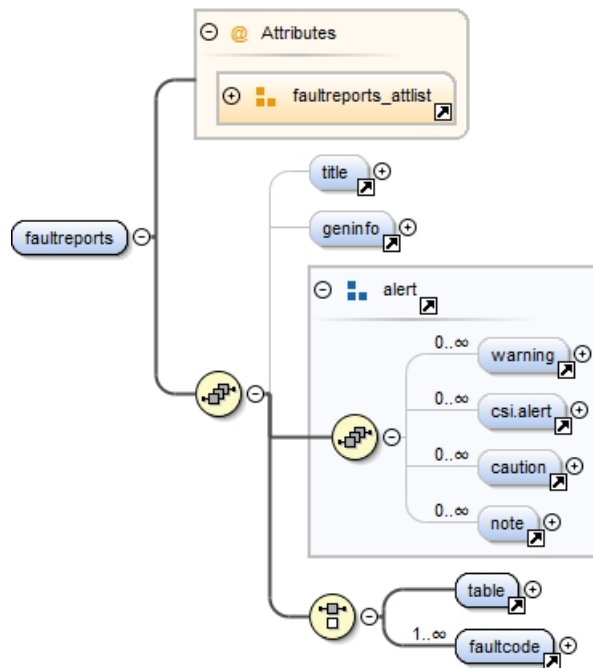 @ Attributes
faultreports_attlist
title
geninfo
faultreports
alert
0..∞ warning
0..∞ csi.alert
0..∞ caution
0..∞ note
table
1..∞ faultcode